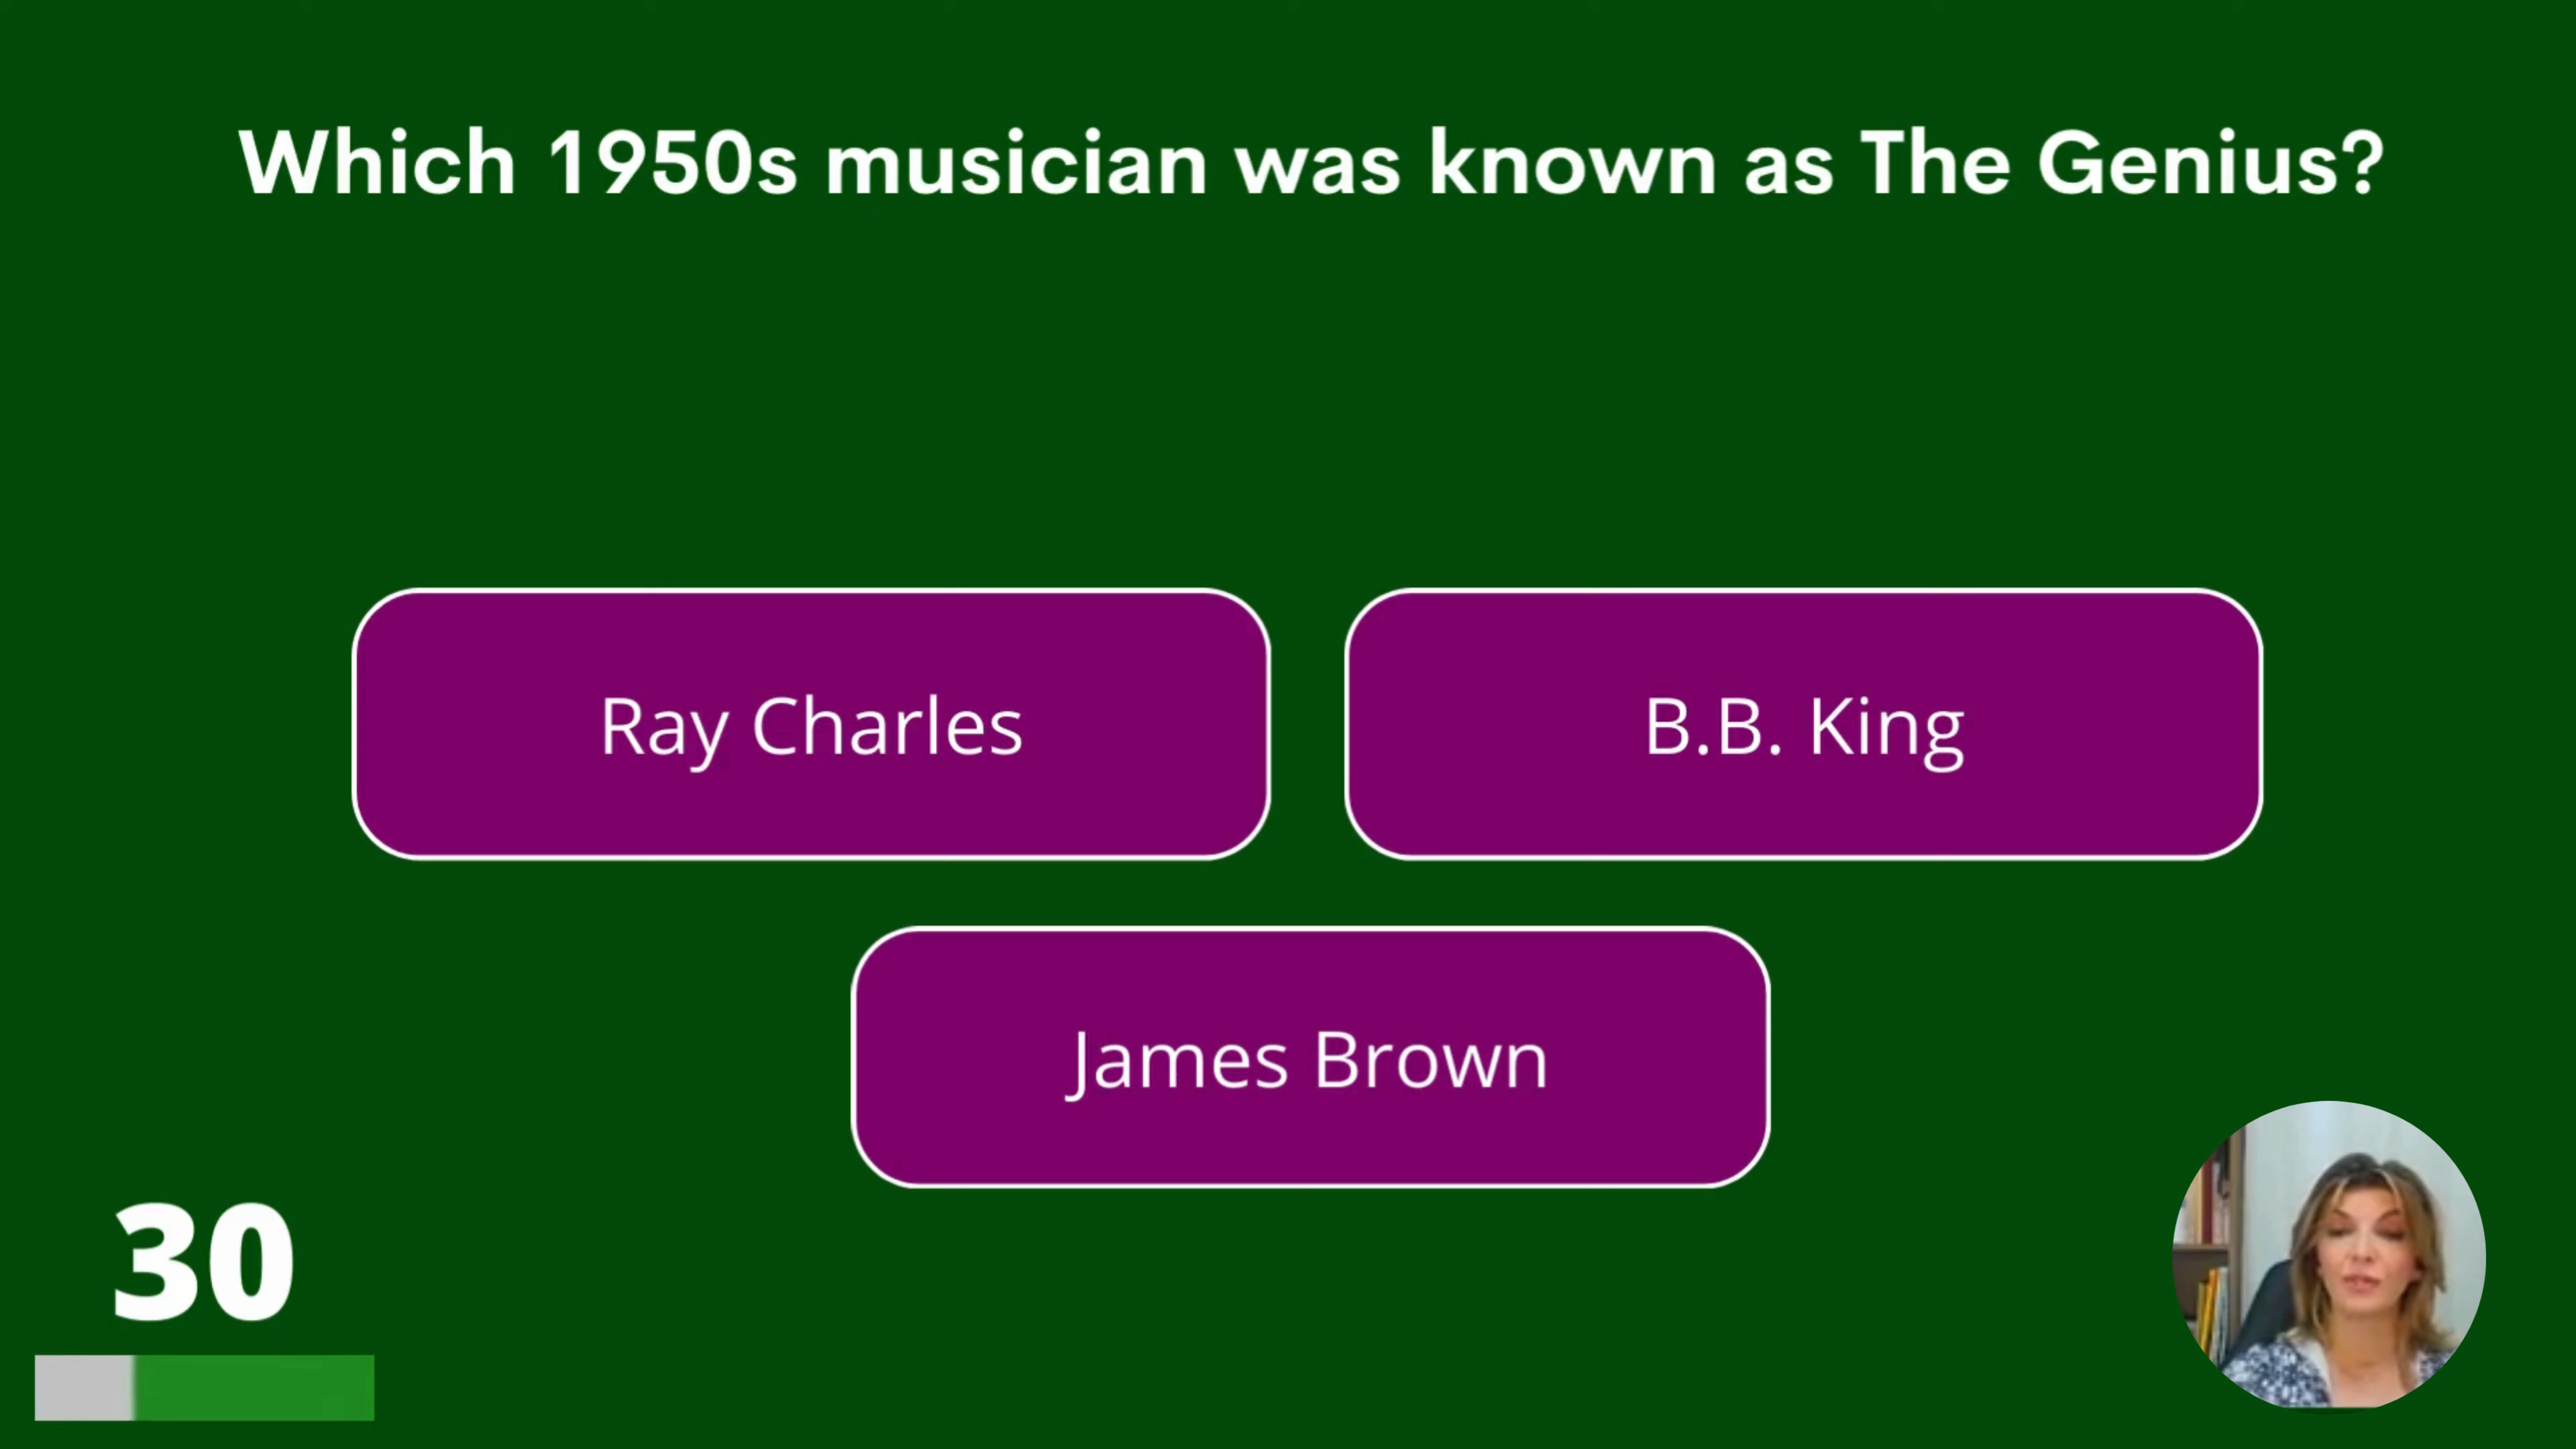 Which 1950s musician was known as The Genius?
Ray Charles
B.B. King
James Brown
30